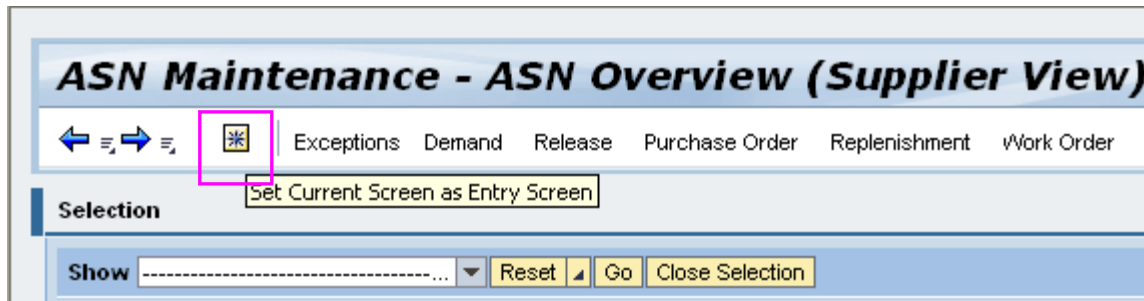 ASN Maintenance - ASN Overview (Supplier View)
Exceptions Demand Release Purchase Order Replenishment Work Order
Set Current Screen as Entry Screen
Selection
Show ------------------------------------... Reset Go Close Selection